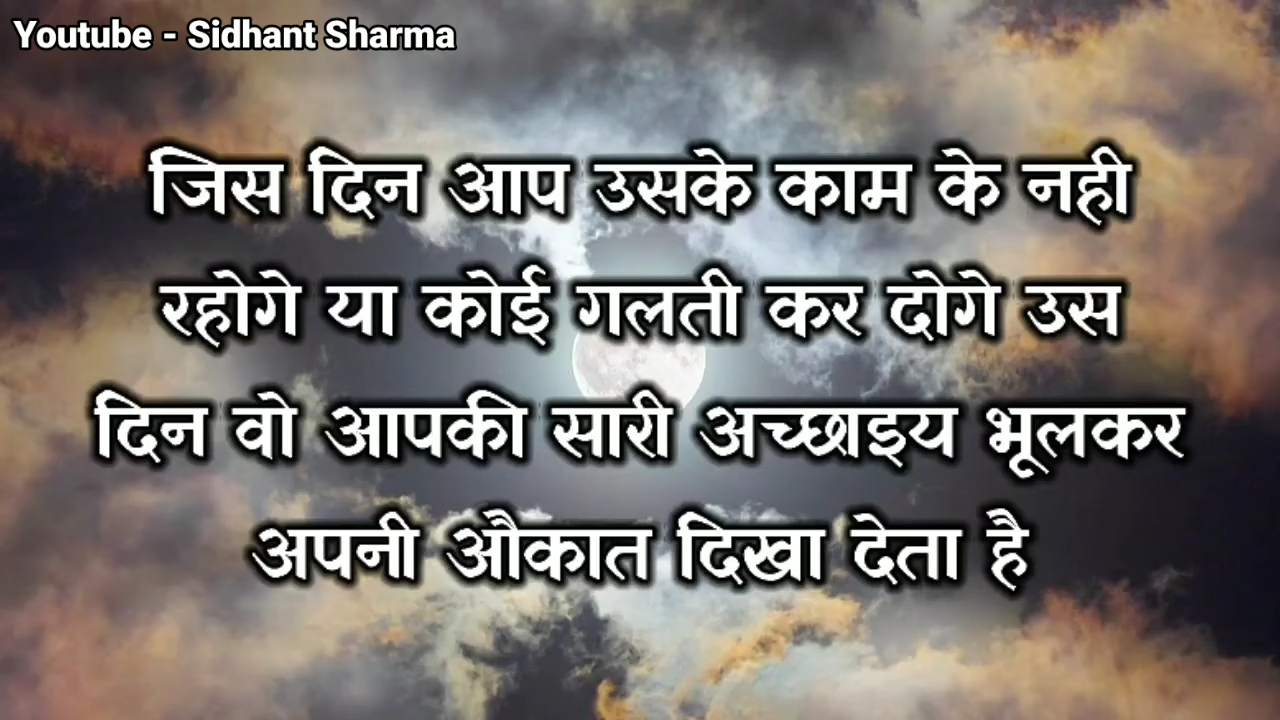 Youtube - Sidhant Sharma
जिस दिन आप उसके काम के नही
रहोगे या कोई गलती कर दोगे उस
दिन वो आपकी सारी अच्छाइय भूलकर
अपनी औकात दिखा देता है